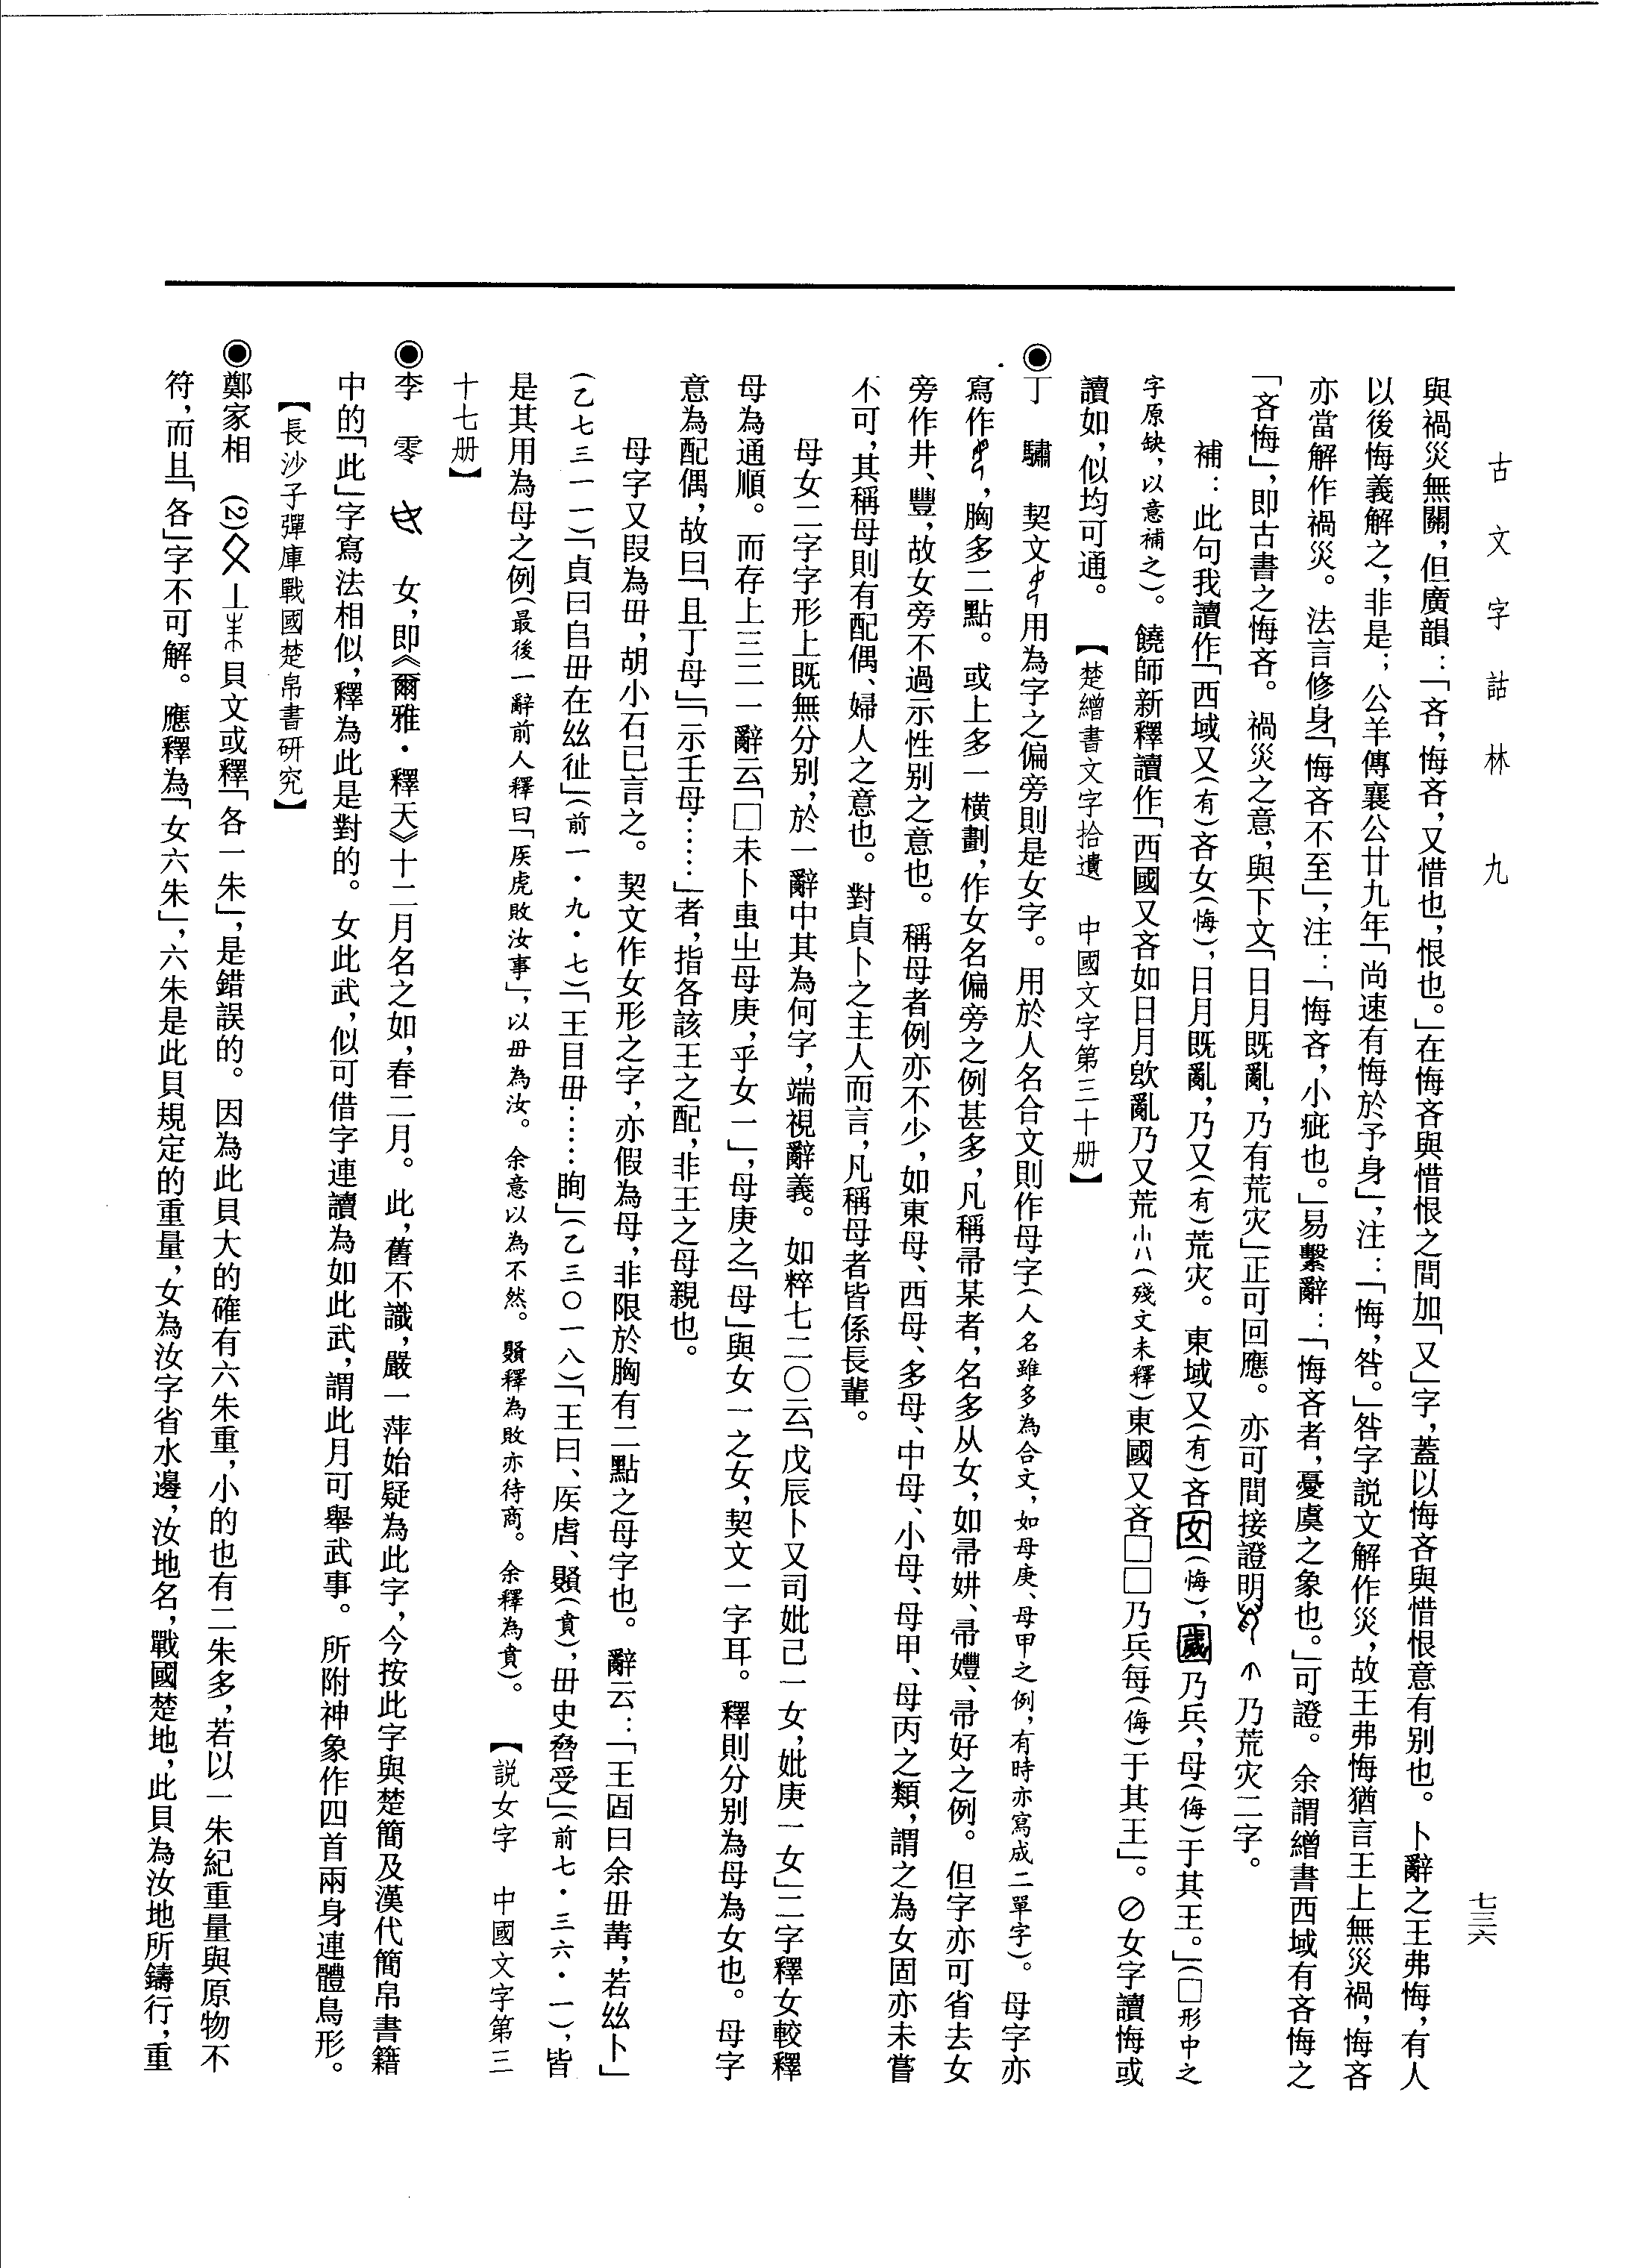 古文字詁林 九
七三六
與禍災無關，但廣韻：「吝，悔吝，又惜也，恨也。」在悔吝與惜恨之間加「又」字，蓋以悔吝與惜恨意有別也。卜辭之王弗悔，有人
以後悔義解之，非是；公羊傳襄公廿九年「尚速有悔於予身」，注：「悔，咎。」咎字説文解作災，故王弗悔猶言王上無災禍，悔吝
亦當解作禍災。法言修身「悔吝不至」，注：「悔吝，小疵也。」易繫辭：「悔吝者，憂虞之象也。」可證。余謂繒書西域有吝悔之
「吝悔」，即古書之悔吝。禍災之意，與下文「日月既亂，乃有荒灾」正可回應。亦可間接證明乃荒灾二字。
補：此句我讀作「西域又（有）吝女（悔），日月既亂，乃又（有）荒灾。東域又（有）吝女（悔），歲乃兵，母（侮）于其王。」（□形中之
字原缺，以意補之）。饒師新釋讀作「西國又吝如日月欰亂乃又荒（殘文未釋）東國又吝□□乃兵每（侮）于其王」。⊘女字讀悔或
讀如，似均可通。【楚繒書文字拾遺 中國文字第三十册】
◉丁 驌 契文用為字之偏旁則是女字。用於人名合文則作母字（人名雖多為合文，如母庚、母甲之例，有時亦寫成二單字）。母字亦
寫作，胸多二點。或上多一橫劃，作女名偏旁之例甚多，凡稱帚某者，名多从女，如帚妌、帚㜷、帚好之例。但字亦可省去女
旁作井、豐，故女旁不過示性别之意也。稱母者例亦不少，如東母、西母、多母、中母、小母、母甲、母丙之類，謂之為女固亦未嘗
不可，其稱母則有配偶、婦人之意也。對貞卜之主人而言，凡稱母者皆係長輩。
母女二字字形上既無分别，於一辭中其為何字，端視辭義。如粹七二〇云「戊辰卜又司妣己一女，妣庚一女」二字釋女較釋
母為通順。而存上三二一辭云「□未卜𧈧㞢母庚，乎女一」，母庚之「母」與女一之女，契文一字耳。釋則分别為母為女也。母字
意為配偶，故曰「且丁母」「示壬母……」者，指各該王之配，非王之母親也。
母字又叚為毌，胡小石已言之。契文作女形之字，亦假為母，非限於胸有二點之母字也。辭云：「王固曰余毌冓，若𢆶卜」
（乙七三一一）「貞曰𠂤毌在𢆶㢟」（前一·九·七）「王目毌……眴」（乙三〇一八）「王曰、㑄虘、（賁），毌史𦔻受」（前七·三六·一），皆
是其用為母之例（最後一辭前人釋曰「㑄虎敗汝事」，以毌為汝。余意以為不然。釋為敗亦待商。余釋為賁）。【説女字 中國文字第三
十七册】
◉李 零 女，即《爾雅·釋天》十二月名之如，春二月。此，舊不識，嚴一萍始疑為此字，今按此字與楚簡及漢代簡帛書籍
中的「此」字寫法相似，釋為此是對的。女此武，似可借字連讀為如此武，謂此月可舉武事。所附神象作四首兩身連體鳥形。
【長沙子彈庫戰國楚帛書研究】
◉鄭家相 (2)貝文或釋「各一朱」，是錯誤的。因為此貝大的確有六朱重，小的也有二朱多，若以一朱紀重量與原物不
符，而且「各」字不可解。應釋為「女六朱」，六朱是此貝規定的重量，女為汝字省水邊，汝地名，戰國楚地，此貝為汝地所鑄行，重